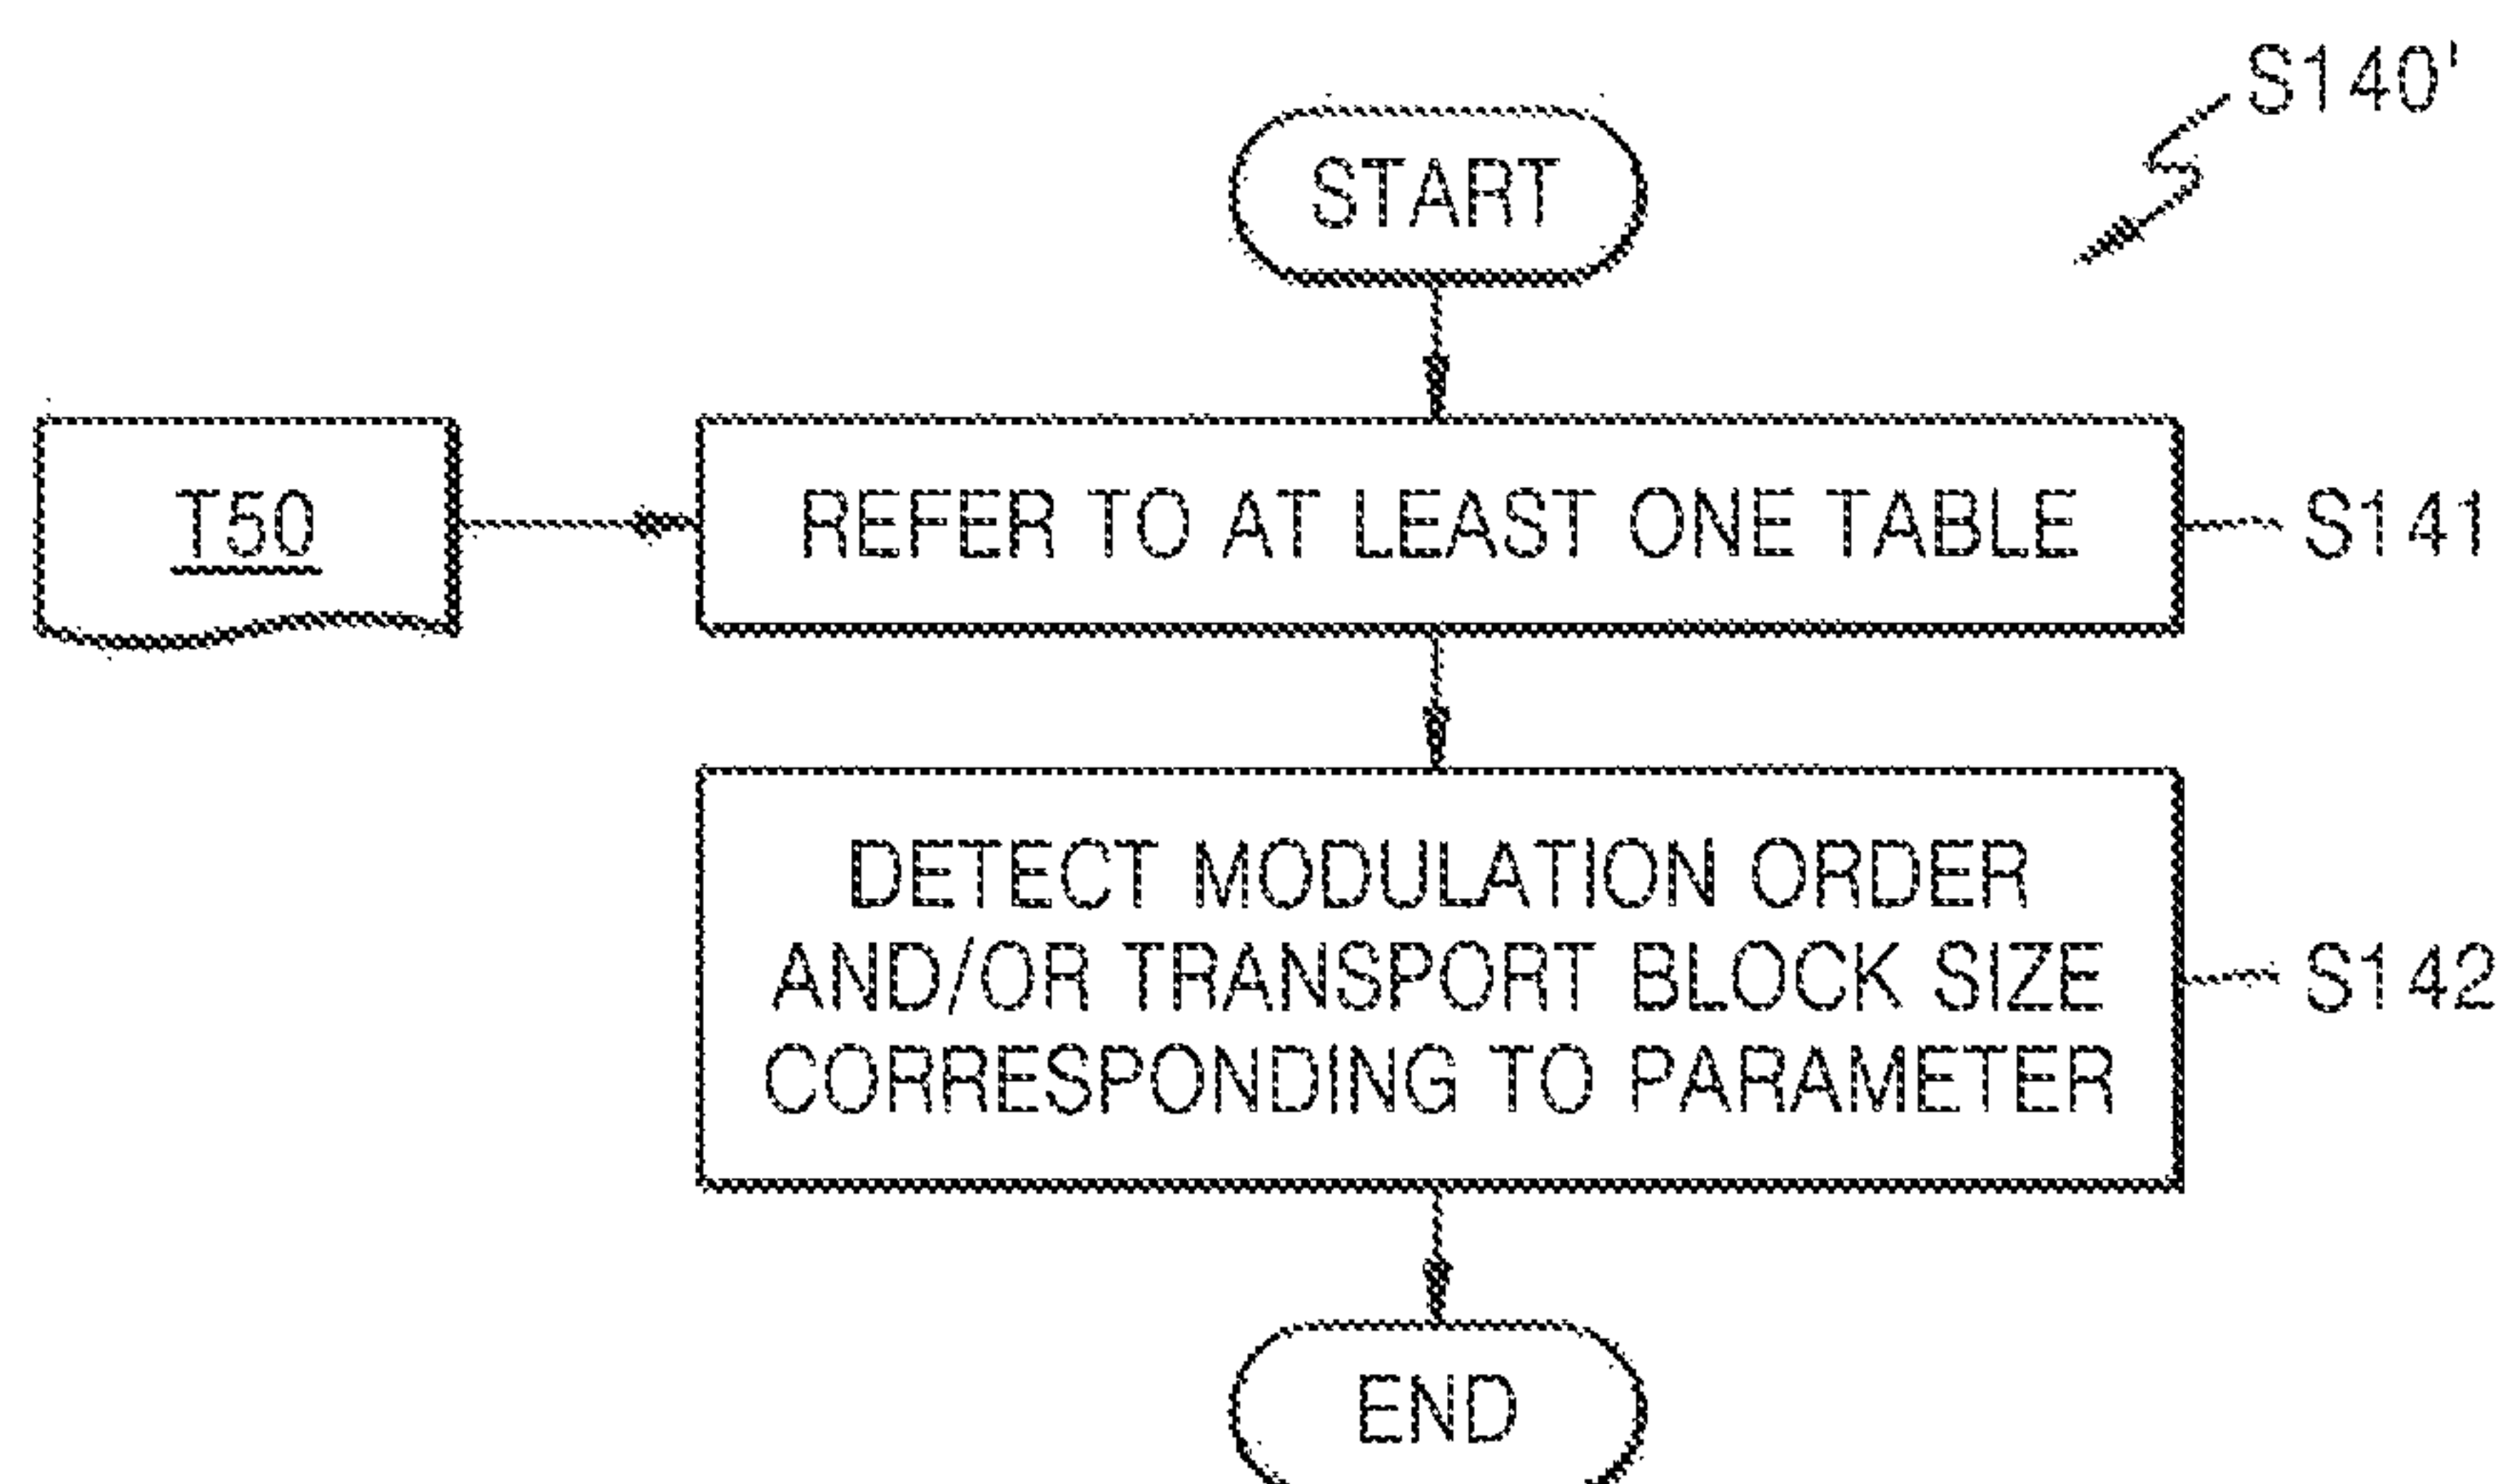 S140'
START
T50
REFER TO AT LEAST ONE TABLE
S141
DETECT MODULATION ORDER
AND/OR TRANSPORT BLOCK SIZE
CORRESPONDING TO PARAMETER
S142
END